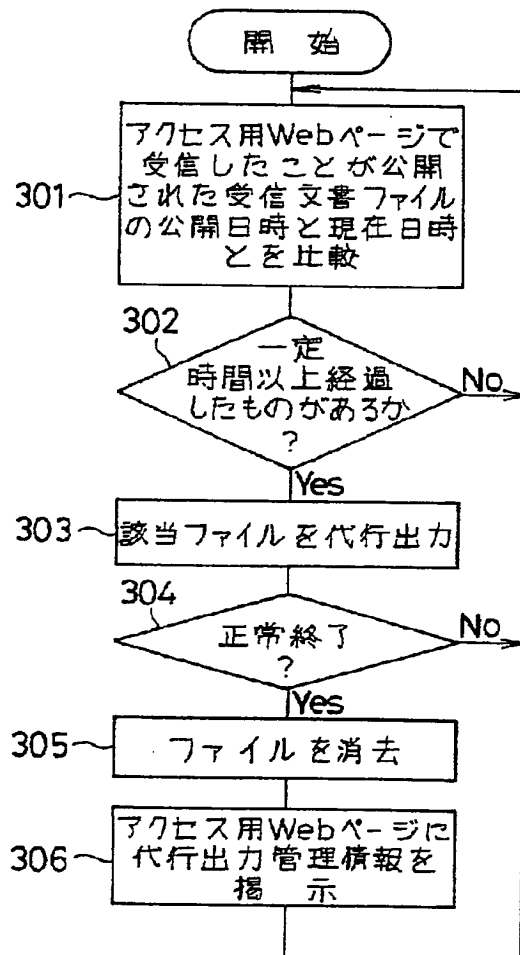 開始
アクセス用Webページで
受信したことが公開
された受信文書ファイル
の公開日時と現在日時
とを比較
301
302
一定
時間以上経過
したものがあるか
?
No
Yes
303
該当ファイルを代行出力
304
正常終了
?
No
Yes
305
ファイルを消去
アクセス用Webページに
306
代行出力管理情報を
掲示